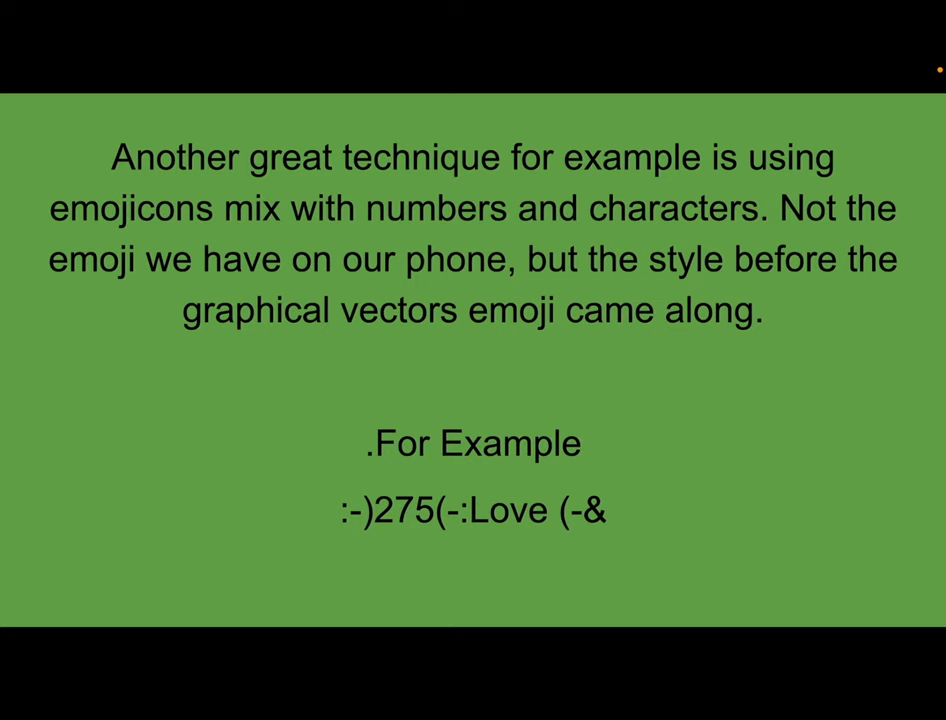 Another great technique for example is using
emojicons mix with numbers and characters. Not the
emoji we have on our phone, but the style before the
graphical vectors emoji came along.
.For Example
:-)275(-:Love (-&